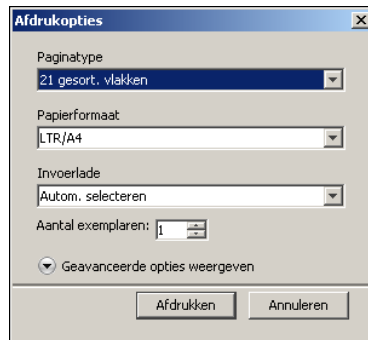 Afdrukopties
Paginatype
21 gesort. vlakken
Papierformaat
LTR/A4
Invoerlade
Autom. selecteren
Aantal exemplaren: 1
Geavanceerde opties weergeven
Afdrukken Annuleren